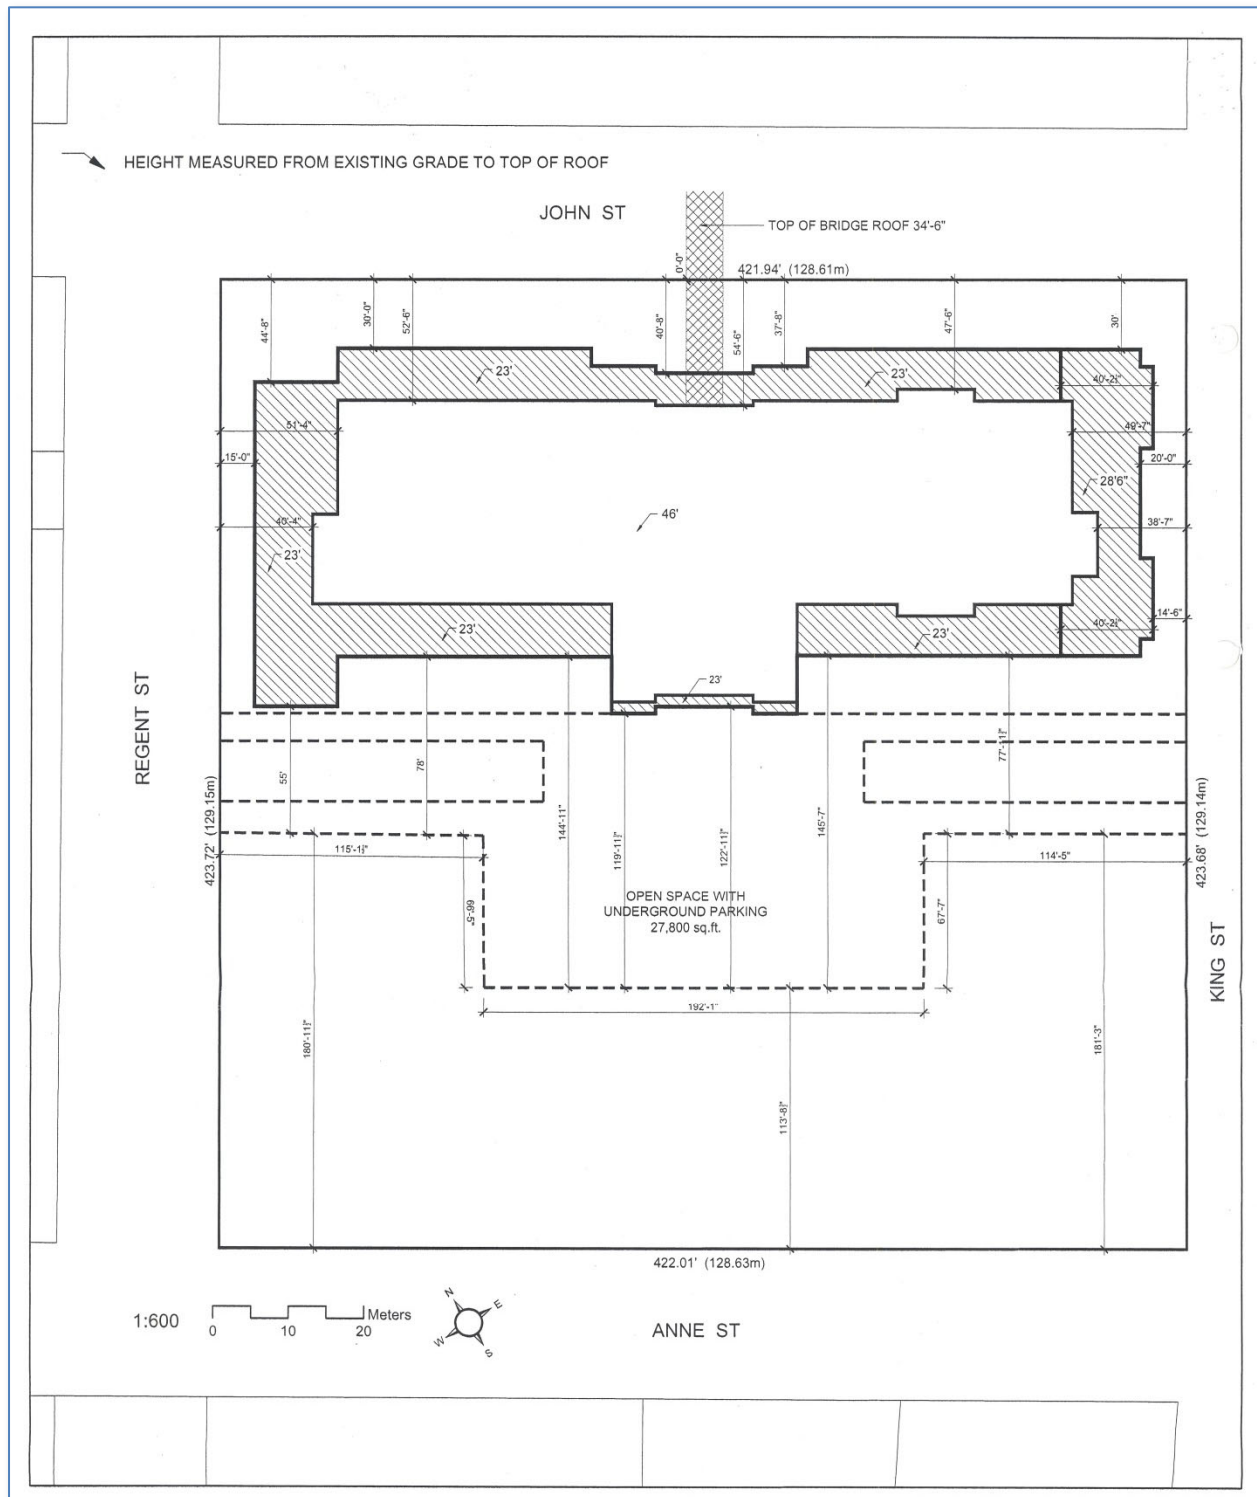 HEIGHT MEASURED FROM EXISTING GRADE TO TOP OF ROOF
JOHN ST
TOP OF BRIDGE ROOF 34'-6"
0'-0"
421.94' (128.61m)
44'-8"
30'-0"
52'-6"
40'-8"
54'-6"
37'-8"
47'-6"
30'
23'
23'
40'-2½"
51'-4"
49'-7"
15'-0"
20'-0"
28'6"
46'
40'-4"
38'-7"
23'
14'-6"
40'-2½"
23'
23'
23'
REGENT ST
55'
78'
77'-11½"
144'-11"
119'-11½"
122'-11½"
145'-7"
423.72' (129.15m)
423.68' (129.14m)
115'-1½"
114'-5"
66'-5"
67'-7"
OPEN SPACE WITH
UNDERGROUND PARKING
27,800 sq.ft.
KING ST
192'-1"
180'-11½"
113'-8½"
181'-3"
422.01' (128.63m)
1:600
Meters
0 10 20
N
E
W
S
ANNE ST